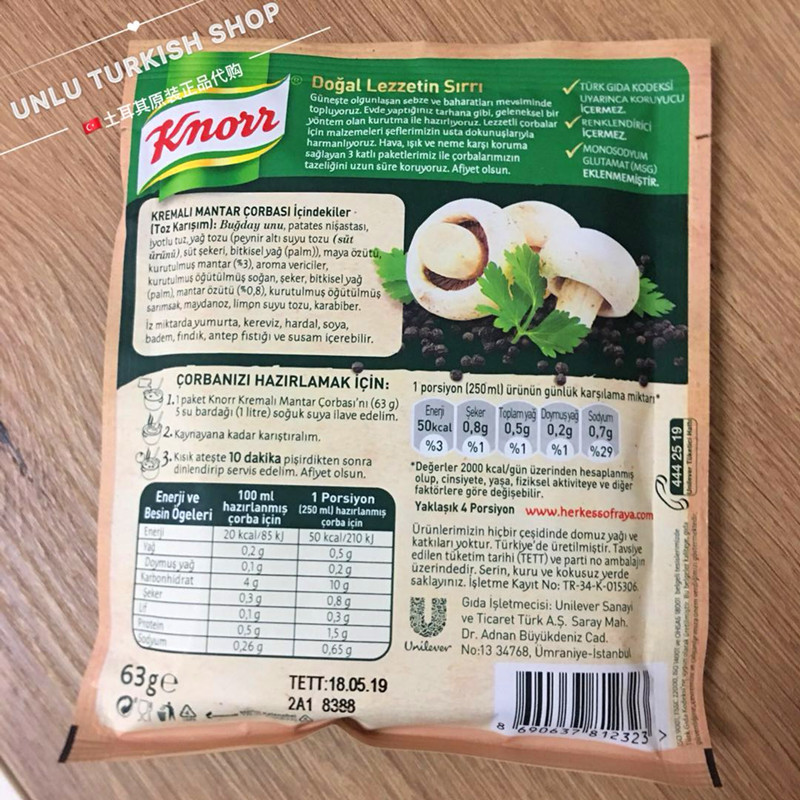 UNLU TURKISH SHOP
土耳其原装正品代购
Knorr
Doğal Lezzetin Sırrı
Güneşte olgunlaşan sebze ve baharatları mevsiminde
topluyoruz. Evde yaptığınız tarhana gibi, geleneksel bir
yöntem olan kurutma ile hazırlıyoruz. Lezzetli çorbalar
için malzemeleri şeflerimizin usta dokunuşlarıyla
harmanlıyoruz. Hava, ışık ve neme karşı koruma
sağlayan 3 katlı paketlerimiz ile çorbalarımızın
tazeliğini uzun süre koruyoruz. Afiyet olsun.
TÜRK GIDA KODEKSİ
UYARINCA KORUYUCU
İÇERMEZ.
RENKLENDİRİCİ
İÇERMEZ.
MONOSODYUM
GLUTAMAT (MSG)
EKLENMEMİŞTİR.
KREMALI MANTAR ÇORBASI İçindekiler
(Toz Karışım): Buğday unu, patates nişastası,
iyotlu tuz, yağ tozu (peynir altı suyu tozu (süt
ürünü), süt şekeri, bitkisel yağ (palm)), maya özütü,
kurutulmuş mantar (%3), aroma vericiler,
kurutulmuş öğütülmüş soğan, şeker, bitkisel yağ
(palm), mantar özütü (%0,8), kurutulmuş öğütülmüş
sarımsak, maydanoz, limon suyu tozu, karabiber.
İz miktarda yumurta, kereviz, hardal, soya,
badem, fındık, antep fıstığı ve susam içerebilir.
ÇORBANIZI HAZIRLAMAK İÇİN:
1. 1 paket Knorr Kremalı Mantar Çorbası'nı (63 g)
5 su bardağı (1 litre) soğuk suya ilave edelim.
2. Kaynayana kadar karıştıralım.
3. Kısık ateşte 10 dakika pişirdikten sonra
dinlendirip servis edelim. Afiyet olsun.
1 porsiyon (250 ml) ürünün günlük karşılama miktarı*
Enerji Şeker Toplam yağ Doymuş yağ Sodyum
50kcal 0,8g 0,5g 0,2g 0,7g
%3 %1 %1 %1 %29
*Değerler 2000 kcal/gün üzerinden hesaplanmış
olup, cinsiyete, yaşa, fiziksel aktiviteye ve diğer
faktörlere göre değişebilir.
Yaklaşık 4 Porsiyon www.herkessofraya.com
444 25 19
Unilever Tüketici Hattı
Enerji ve Besin Ögeleri 100 ml hazırlanmış çorba için 1 Porsiyon (250 ml) hazırlanmış çorba için
Enerji 20 kcal/85 kJ 50 kcal/210 kJ
Yağ 0,2 g 0,5 g
Doymuş yağ 0,1 g 0,2 g
Karbonhidrat 4 g 10 g
Şeker 0,3 g 0,8 g
Lif 0,1 g 0,3 g
Protein 0,5 g 1,5 g
Sodyum 0,26 g 0,65 g
Ürünlerimizin hiçbir çeşidinde domuz yağı ve
katkıları yoktur. Türkiye'de üretilmiştir. Tavsiye
edilen tüketim tarihi (TETT) ve parti no ambalajın
üzerindedir. Serin, kuru ve kokusuz yerde
saklayınız. İşletme Kayıt No: TR-34-K-015306
Unilever
Gıda İşletmecisi: Unilever Sanayi
ve Ticaret Türk A.Ş. Saray Mah.
Dr. Adnan Büyükdeniz Cad.
No:13 34768, Ümraniye-İstanbul
63g e
TETT:18.05.19
2A1 8388
8 690637 812323 >